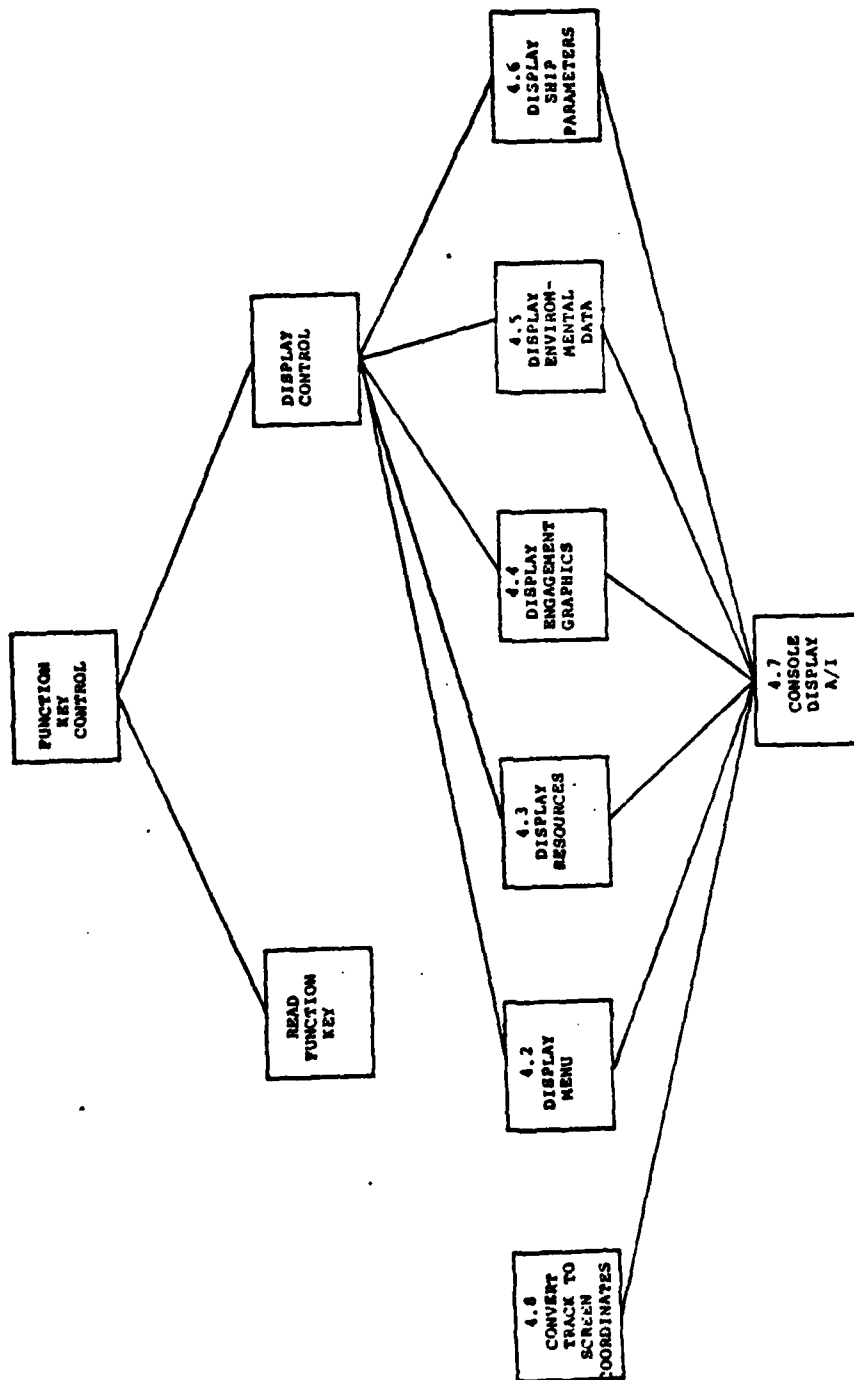 FUNCTION
KEY
CONTROL
READ
FUNCTION
KEY
DISPLAY
CONTROL
4.8
CONVERT
TRACK TO
SCREEN
COORDINATES
4.2
DISPLAY
MENU
4.3
DISPLAY
RESOURCES
4.4
DISPLAY
ENGAGEMENT
GRAPHICS
4.5
DISPLAY
ENVIRON-
MENTAL
DATA
4.6
DISPLAY
SHIP
PARAMETERS
4.7
CONSOLE
DISPLAY
A/I